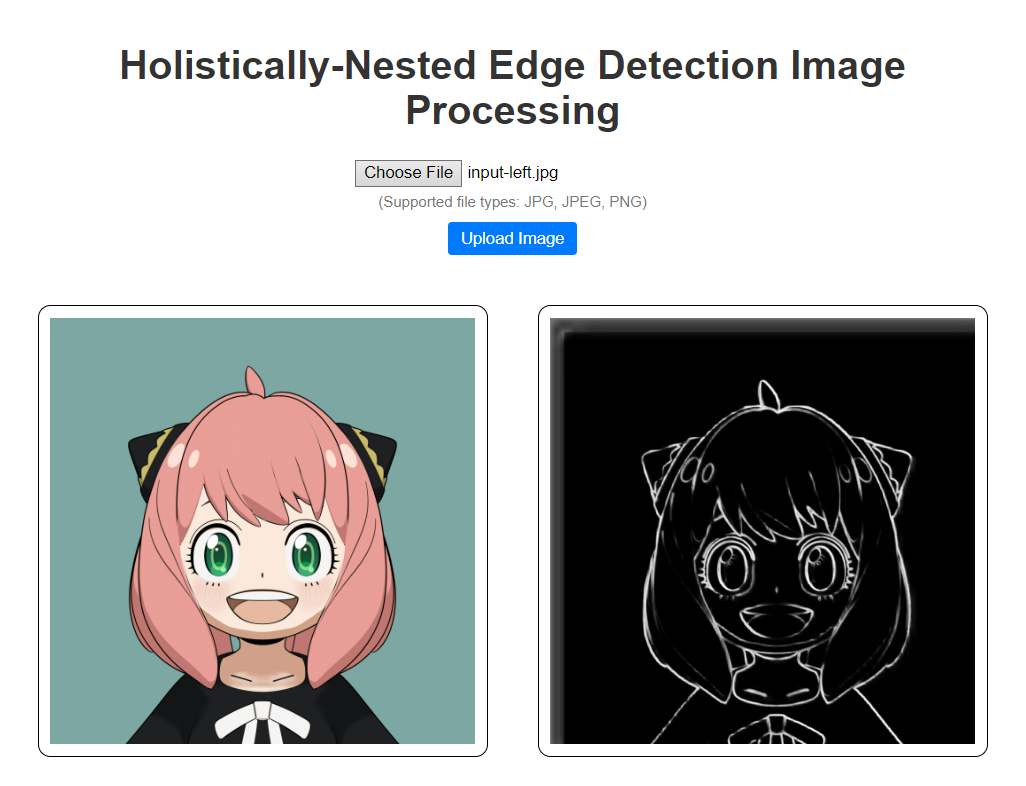 Holistically-Nested Edge Detection Image
Processing
Choose File input-left.jpg
(Supported file types: JPG, JPEG, PNG)
Upload Image